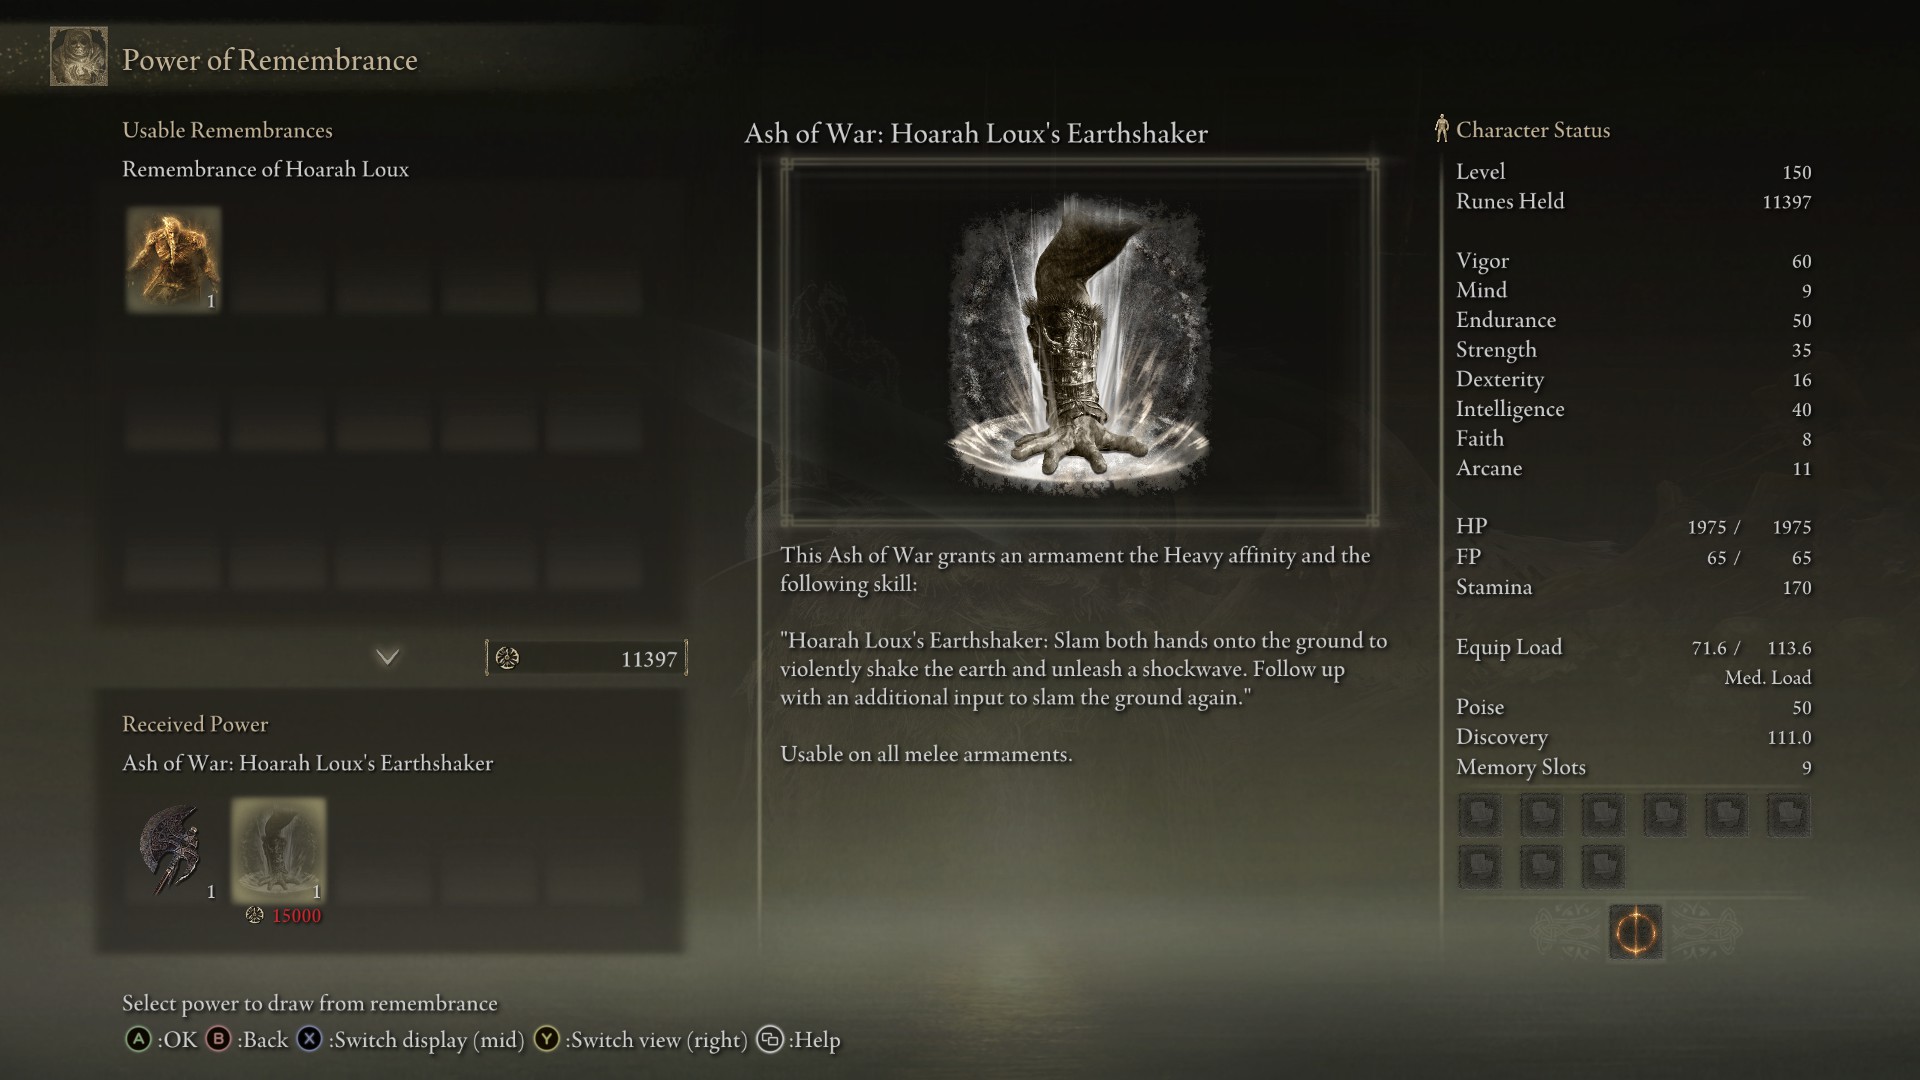 Power of Remembrance
Usable Remembrances
Remembrance of Hoarah Loux
1
11397
Received Power
Ash of War: Hoarah Loux's Earthshaker
1
1
15000
Ash of War: Hoarah Loux's Earthshaker
This Ash of War grants an armament the Heavy affinity and the
following skill:
"Hoarah Loux's Earthshaker: Slam both hands onto the ground to
violently shake the earth and unleash a shockwave. Follow up
with an additional input to slam the ground again."
Usable on all melee armaments.
Character Status
Level 150
Runes Held 11397
Vigor 60
Mind 9
Endurance 50
Strength 35
Dexterity 16
Intelligence 40
Faith 8
Arcane 11
HP 1975 / 1975
FP 65 / 65
Stamina 170
Equip Load 71.6 / 113.6
Med. Load
Poise 50
Discovery 111.0
Memory Slots 9
Select power to draw from remembrance
A :OK B :Back X :Switch display (mid) Y :Switch view (right) :Help